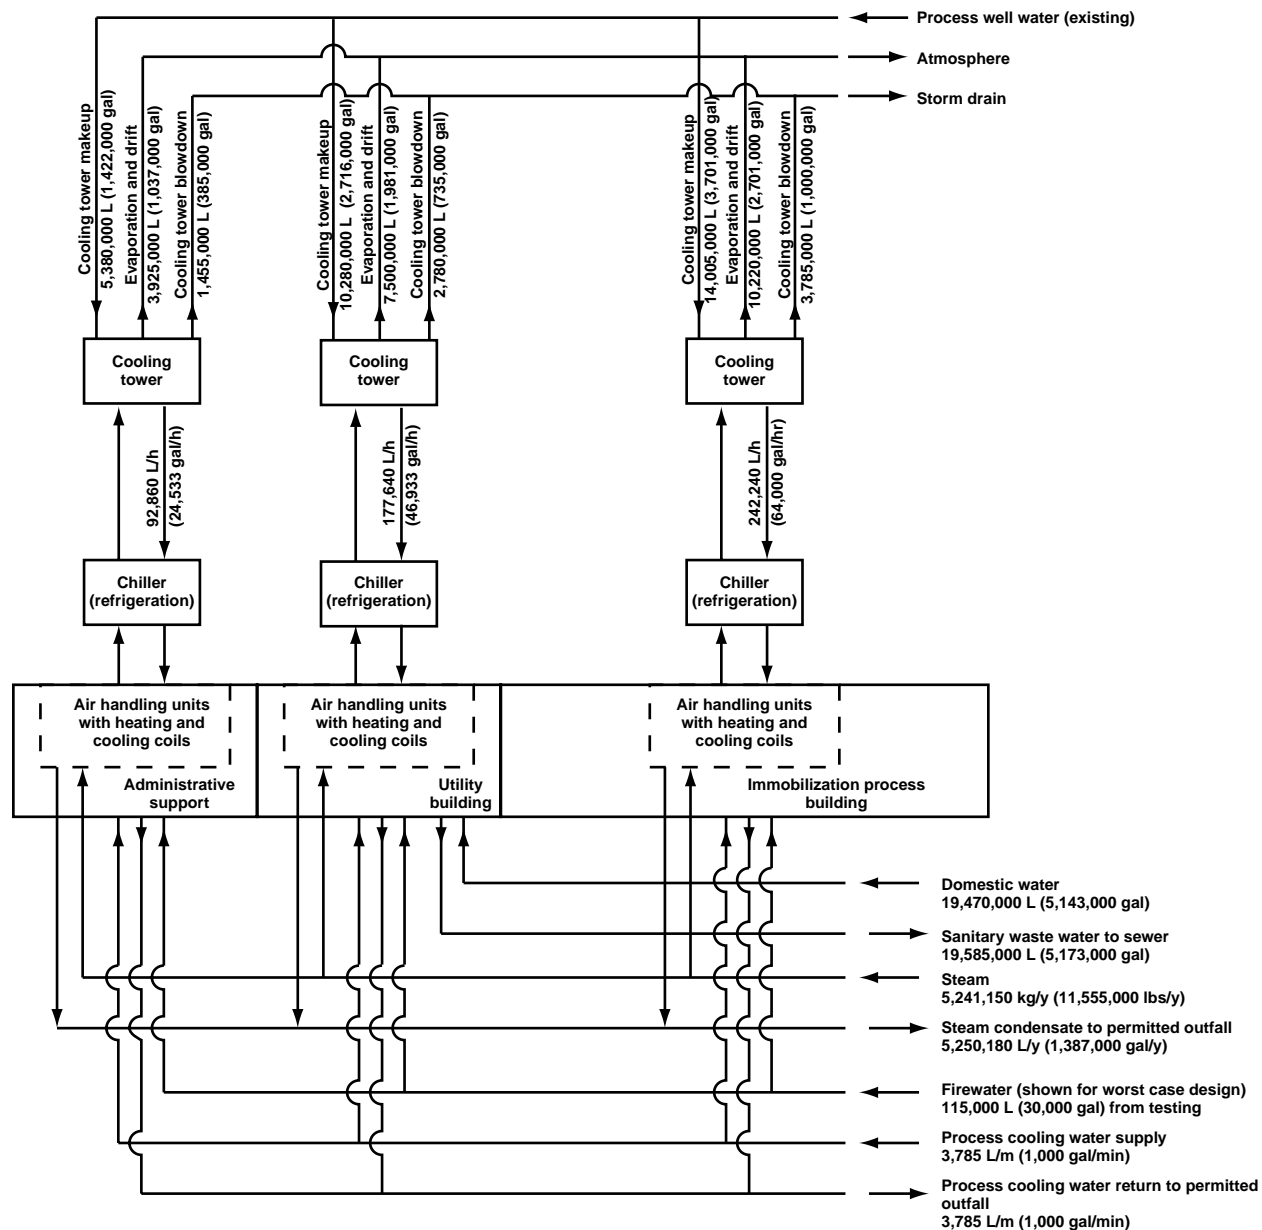 Process well water (existing)
Atmosphere
Storm drain
Cooling tower makeup
5,380,000 L (1,422,000 gal)
Evaporation and drift
3,925,000 L (1,037,000 gal)
Cooling tower blowdown
1,455,000 L (385,000 gal)
Cooling tower makeup
10,280,000 L (2,716,000 gal)
Evaporation and drift
7,500,000 L (1,981,000 gal)
Cooling tower blowdown
2,780,000 L (735,000 gal)
Cooling tower makeup
14,005,000 L (3,701,000 gal)
Evaporation and drift
10,220,000 L (2,701,000 gal)
Cooling tower blowdown
3,785,000 L (1,000,000 gal)
Cooling
tower
Cooling
tower
Cooling
tower
92,860 L/h
(24,533 gal/h)
177,640 L/h
(46,933 gal/h)
242,240 L/h
(64,000 gal/hr)
Chiller
(refrigeration)
Chiller
(refrigeration)
Chiller
(refrigeration)
Air handling units
with heating and
cooling coils
Air handling units
with heating and
cooling coils
Air handling units
with heating and
cooling coils
Administrative
support
Utility
building
Immobilization process
building
Domestic water
19,470,000 L (5,143,000 gal)
Sanitary waste water to sewer
19,585,000 L (5,173,000 gal)
Steam
5,241,150 kg/y (11,555,000 lbs/y)
Steam condensate to permitted outfall
5,250,180 L/y (1,387,000 gal/y)
Firewater (shown for worst case design)
115,000 L (30,000 gal) from testing
Process cooling water supply
3,785 L/m (1,000 gal/min)
Process cooling water return to permitted
outfall
3,785 L/m (1,000 gal/min)